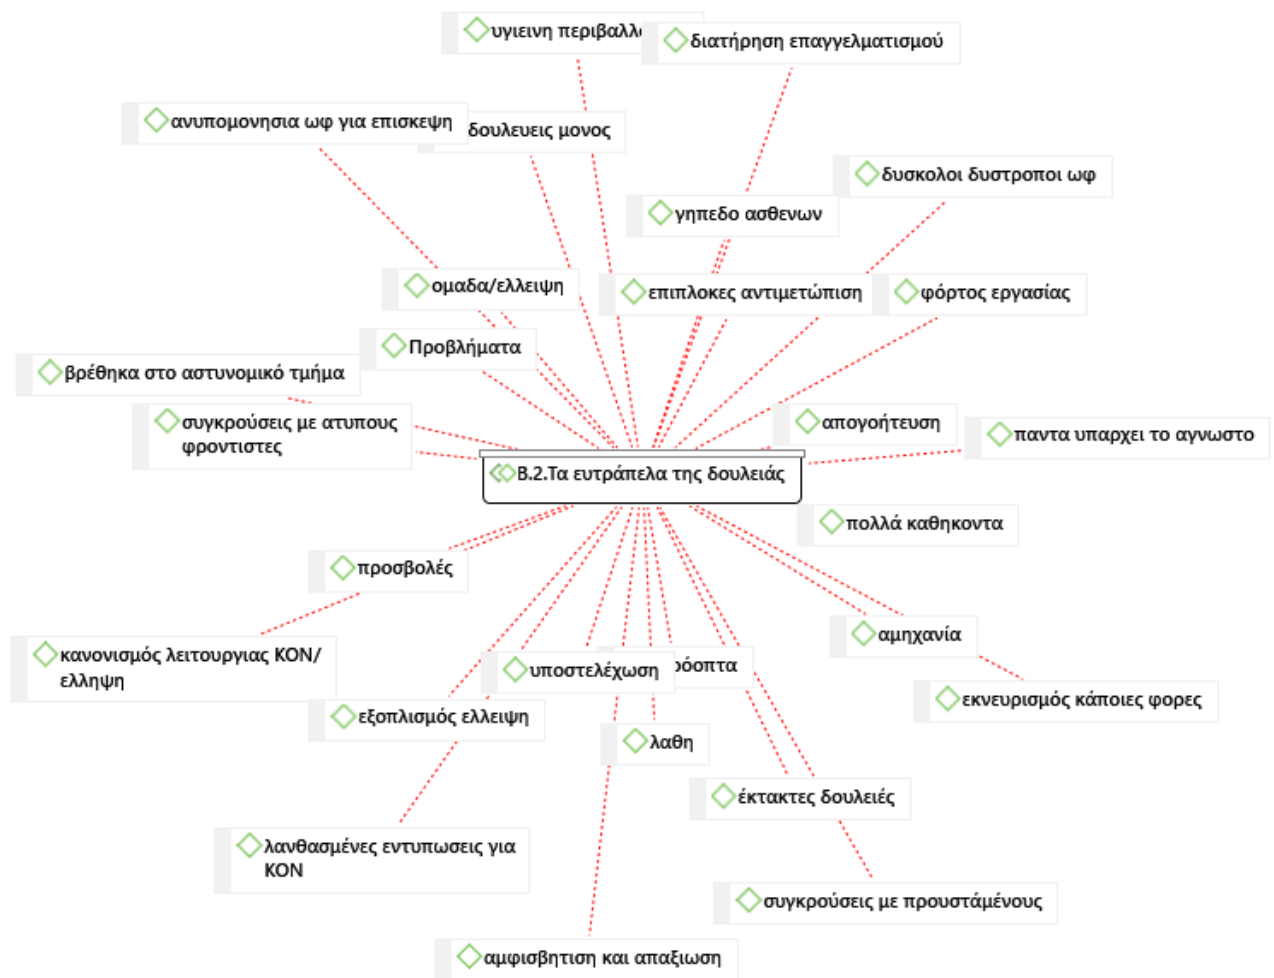 υγιεινη
διατήρηση επαγγελματισμού
ανυπομονησια ωφ για επισκεψη
δουλευεις μονος
δυσκολοι δυστροποι ωφ
γηπεδο ασθενων
ομαδα/ελλειψη
επιπλοκες αντιμετώπιση
φόρτος εργασίας
Προβλήματα
βρέθηκα στο αστυνομικό τμήμα
συγκρούσεις με ατυπους
φροντιστες
απογοήτευση
παντα υπαρχει το αγνωστο
Β.2.Τα ευτράπελα της δουλειάς
πολλά καθηκοντα
προσβολές
αμηχανία
κανονισμός λειτουργιας ΚΟΝ/
ελληψη
υποστελέχωση
εκνευρισμός κάποιες φορες
εξοπλισμός ελλειψη
λαθη
έκτακτες δουλειές
λανθασμένες εντυπωσεις για
ΚΟΝ
συγκρούσεις με προυστάμένους
αμφισβητιση και απαξιωση